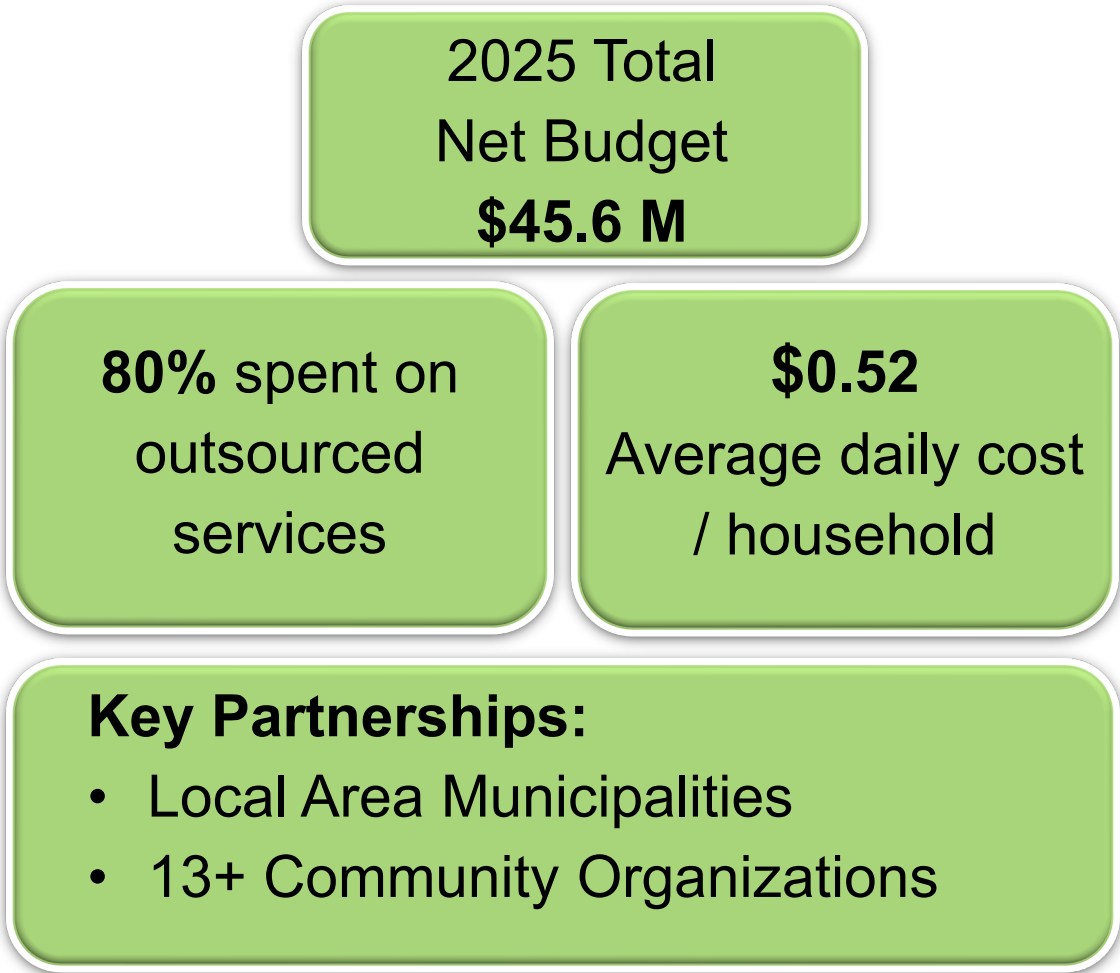 2025 Total
Net Budget
$45.6 M
80% spent on
outsourced
services
$0.52
Average daily cost
/ household
Key Partnerships:
• Local Area Municipalities
• 13+ Community Organizations